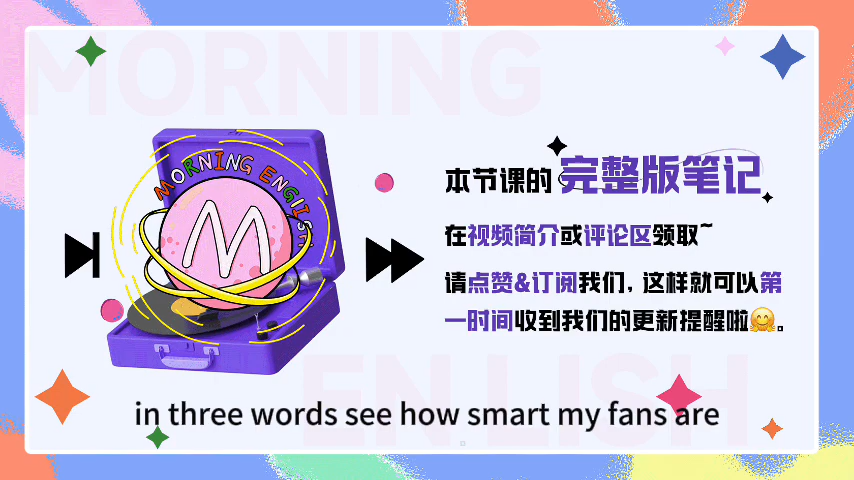 MORNING
MORNING ENGLISH
M
本节课的 完整版笔记
在视频简介或评论区领取~
请点赞&订阅我们,这样就可以第
一时间收到我们的更新提醒啦🤗。
EN LISH
in three words see how smart my fans are